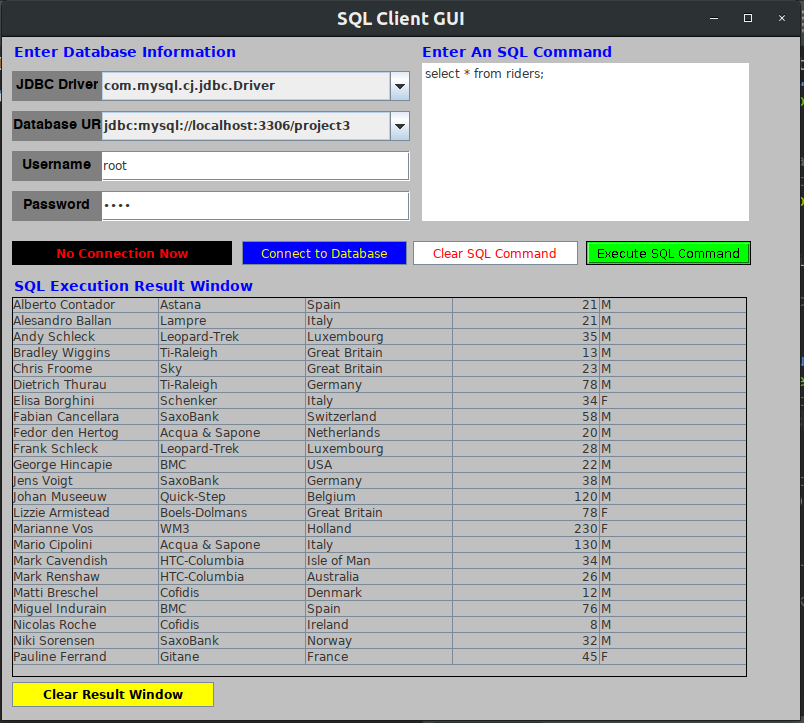 SQL Client GUI
Enter Database Information
Enter An SQL Command
JDBC Driver com.mysql.cj.jdbc.Driver
select * from riders;
Database UR jdbc:mysql://localhost:3306/project3
Username root
Password ••••
No Connection Now
Connect to Database
Clear SQL Command
Execute SQL Command
SQL Execution Result Window
Alberto Contador Astana Spain 21 M
Alesandro Ballan Lampre Italy 21 M
Andy Schleck Leopard-Trek Luxembourg 35 M
Bradley Wiggins Ti-Raleigh Great Britain 13 M
Chris Froome Sky Great Britain 23 M
Dietrich Thurau Ti-Raleigh Germany 78 M
Elisa Borghini Schenker Italy 34 F
Fabian Cancellara SaxoBank Switzerland 58 M
Fedor den Hertog Acqua & Sapone Netherlands 20 M
Frank Schleck Leopard-Trek Luxembourg 28 M
George Hincapie BMC USA 22 M
Jens Voigt SaxoBank Germany 38 M
Johan Museeuw Quick-Step Belgium 120 M
Lizzie Armistead Boels-Dolmans Great Britain 78 F
Marianne Vos WM3 Holland 230 F
Mario Cipolini Acqua & Sapone Italy 130 M
Mark Cavendish HTC-Columbia Isle of Man 34 M
Mark Renshaw HTC-Columbia Australia 26 M
Matti Breschel Cofidis Denmark 12 M
Miguel Indurain BMC Spain 76 M
Nicolas Roche Cofidis Ireland 8 M
Niki Sorensen SaxoBank Norway 32 M
Pauline Ferrand Gitane France 45 F
Clear Result Window